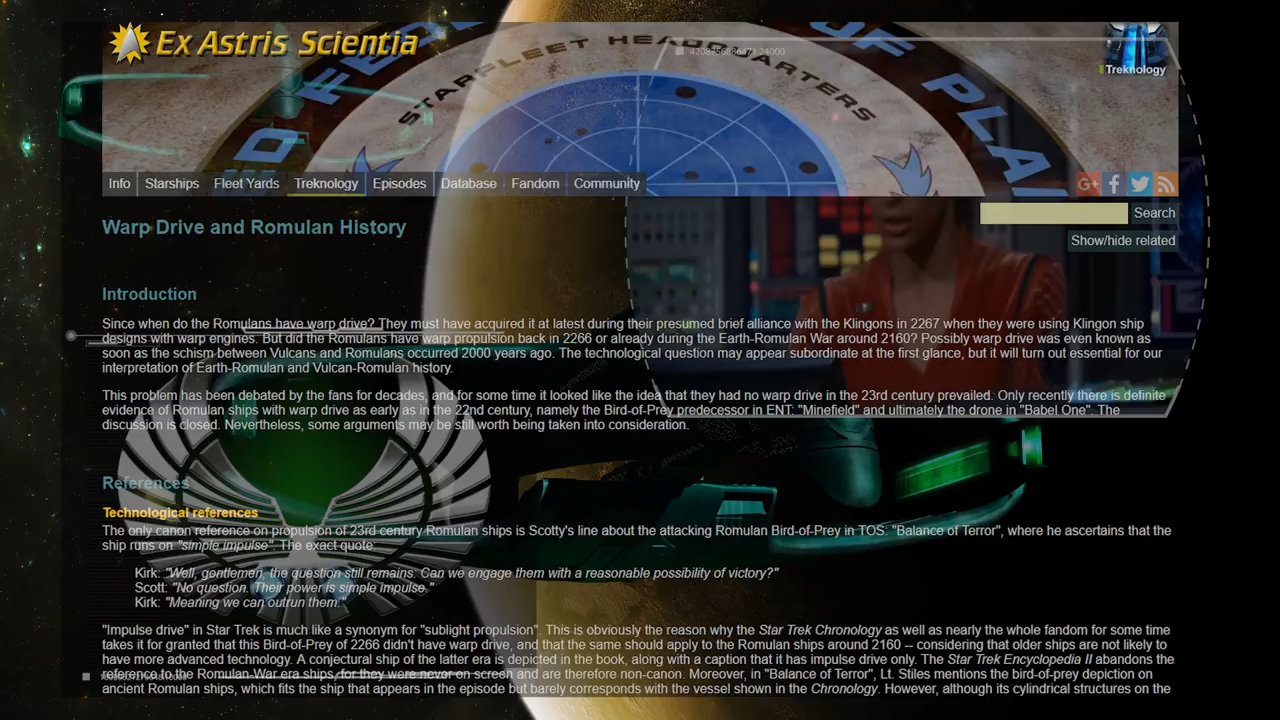 Ex Astris Scientia
STARFLEET HEADQUARTERS
D FE OF PLA
Treknology
Info Starships Fleet Yards Treknology Episodes Database Fandom Community
G+
Search
Show/hide related
Warp Drive and Romulan History
Introduction
Since when do the Romulans have warp drive? They must have acquired it at latest during their presumed brief alliance with the Klingons in 2267 when they were using Klingon ship
designs with warp engines. But did the Romulans have warp propulsion back in 2266 or already during the Earth-Romulan War around 2160? Possibly warp drive was even known as
soon as the schism between Vulcans and Romulans occurred 2000 years ago. The technological question may appear subordinate at the first glance, but it will turn out essential for our
interpretation of Earth-Romulan and Vulcan-Romulan history.
This problem has been debated by the fans for decades, and for some time it looked like the idea that they had no warp drive in the 23rd century prevailed. Only recently there is definite
evidence of Romulan ships with warp drive as early as in the 22nd century, namely the Bird-of-Prey predecessor in ENT: "Minefield" and ultimately the drone in "Babel One". The
discussion is closed. Nevertheless, some arguments may be still worth being taken into consideration.
References
Technological references
The only canon reference on propulsion of 23rd century Romulan ships is Scotty's line about the attacking Romulan Bird-of-Prey in TOS: "Balance of Terror", where he ascertains that the
ship runs on "simple impulse". The exact quote:
Kirk: "Well, gentlemen, the question still remains. Can we engage them with a reasonable possibility of victory?"
Scott: "No question. Their power is simple impulse."
Kirk: "Meaning we can outrun them."
"Impulse drive" in Star Trek is much like a synonym for "sublight propulsion". This is obviously the reason why the Star Trek Chronology as well as nearly the whole fandom for some time
takes it for granted that this Bird-of-Prey of 2266 didn't have warp drive, and that the same should apply to the Romulan ships around 2160 -- considering that older ships are not likely to
have more advanced technology. A conjectural ship of the latter era is depicted in the book, along with a caption that it has impulse drive only. The Star Trek Encyclopedia II abandons the
reference to the Romulan War era ships, for they were never on screen and are therefore non-canon. Moreover, in "Balance of Terror", Lt. Stiles mentions the bird-of-prey depiction on
ancient Romulan ships, which fits the ship that appears in the episode but barely corresponds with the vessel shown in the Chronology. However, although its cylindrical structures on the